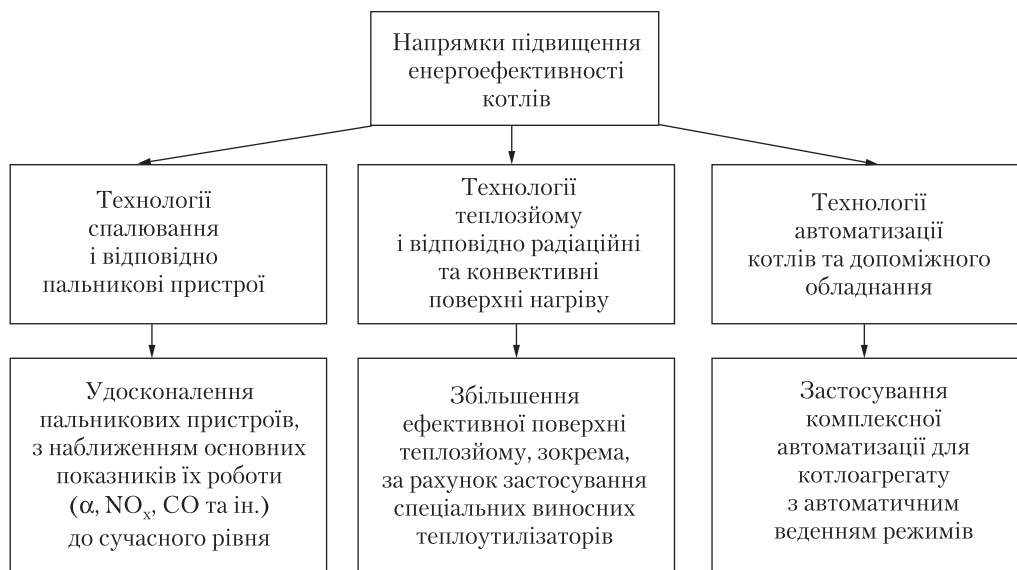 Напрямки підвищення
енергоефективності
котлів
Технології
спалювання
і відповідно
пальникові пристрої
Технології
теплозйому
і відповідно радіаційні
та конвективні
поверхні нагріву
Технології
автоматизації
котлів та допоміжного
обладнання
Удосконалення
пальникових пристроїв,
з наближенням основних
показників їх роботи
(α, NOₓ, CO та ін.)
до сучасного рівня
Збільшення
ефективної поверхні
теплозйому, зокрема,
за рахунок застосування
спеціальних виносних
теплоутилізаторів
Застосування
комплексної
автоматизації для
котлоагрегату
з автоматичним
веденням режимів